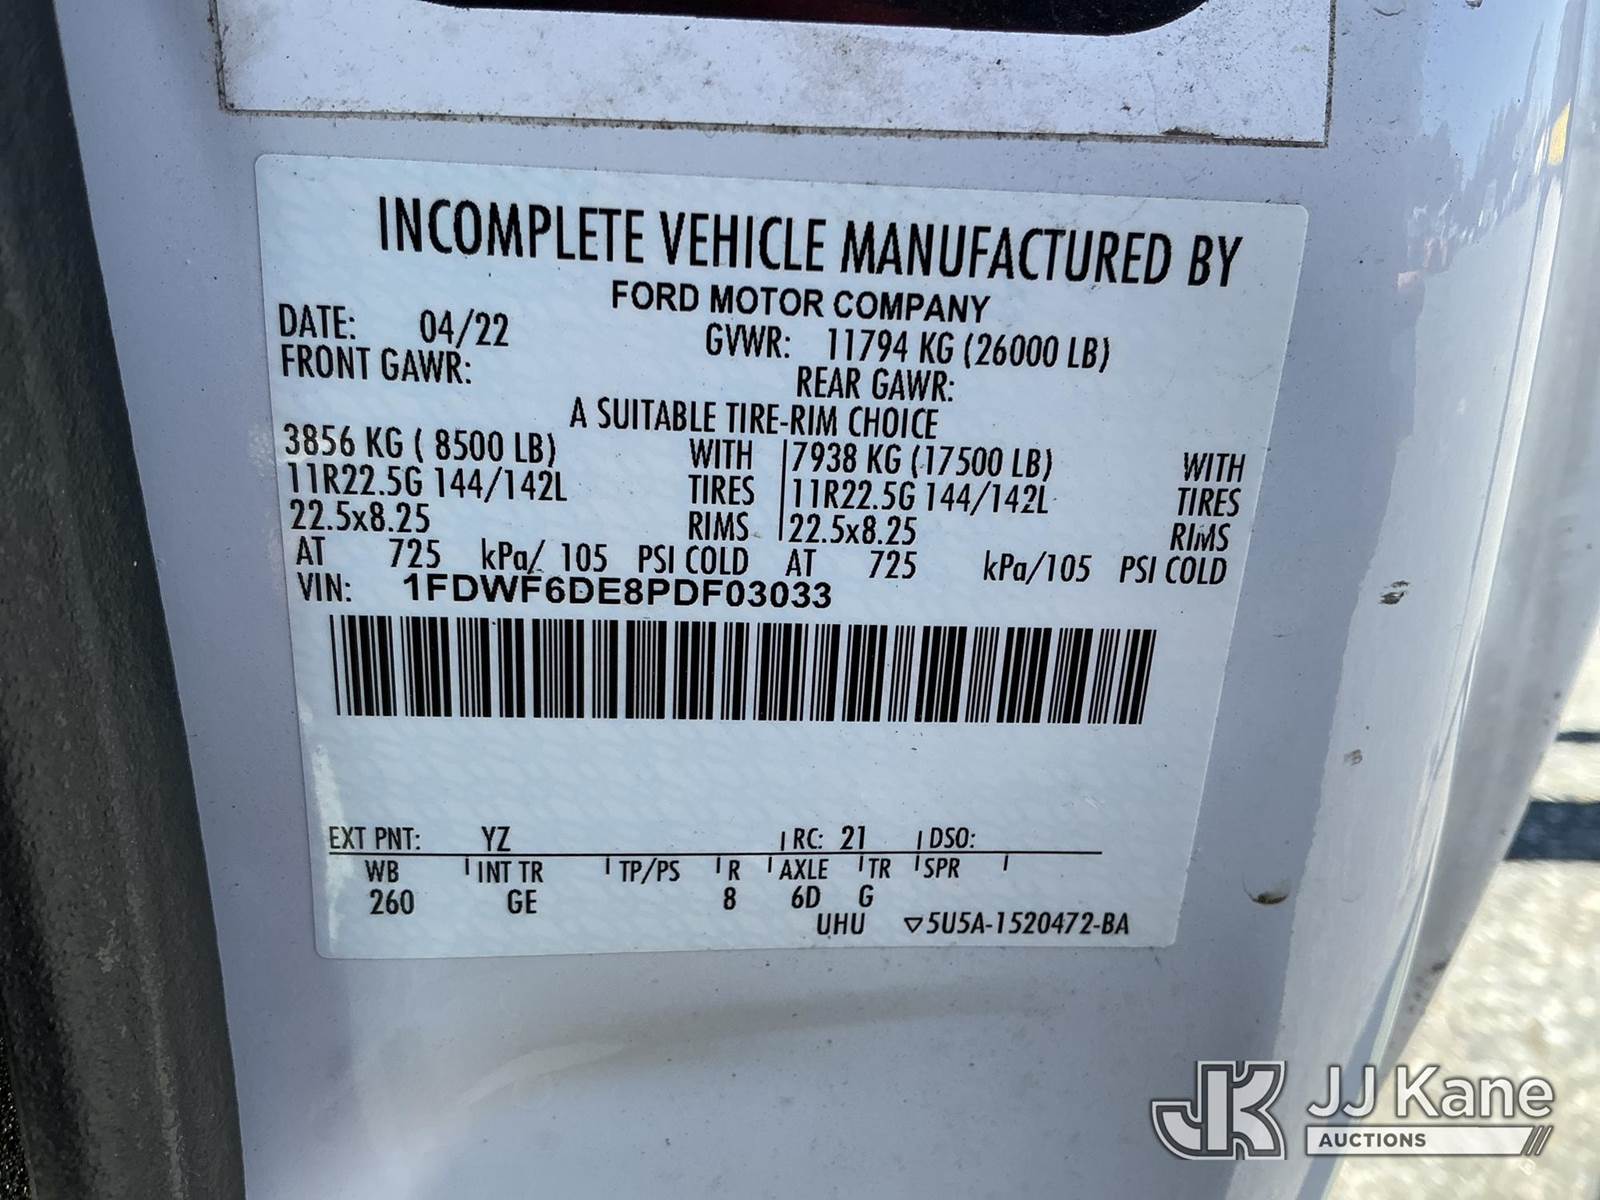 INCOMPLETE VEHICLE MANUFACTURED BY
FORD MOTOR COMPANY
DATE: 04/22 GVWR: 11794 KG (26000 LB)
FRONT GAWR: REAR GAWR:
A SUITABLE TIRE-RIM CHOICE
3856 KG ( 8500 LB) WITH 7938 KG (17500 LB) WITH
11R22.5G 144/142L TIRES 11R22.5G 144/142L TIRES
22.5x8.25 RIMS 22.5x8.25 RIMS
AT 725 kPa/ 105 PSI COLD AT 725 kPa/105 PSI COLD
VIN: 1FDWF6DE8PDF03033
EXT PNT: YZ RC: 21 DSO:
WB INT TR TP/PS R AXLE TR SPR
260 GE 8 6D G
UHU ▽5U5A-1520472-BA
JK JJ Kane
AUCTIONS